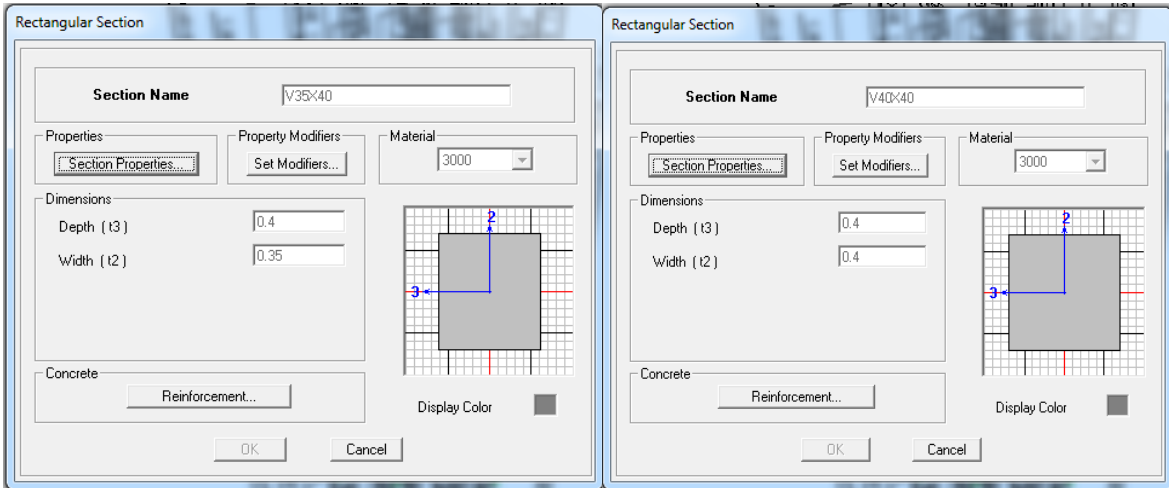 Rectangular Section
Section Name V35X40
Properties Property Modifiers Material
Section Properties... Set Modifiers... 3000
Dimensions
Depth ( t3 ) 0.4
Width ( t2 ) 0.35
2
3
Concrete
Reinforcement...
Display Color
OK Cancel
Rectangular Section
Section Name V40X40
Properties Property Modifiers Material
Section Properties... Set Modifiers... 3000
Dimensions
Depth ( t3 ) 0.4
Width ( t2 ) 0.4
2
3
Concrete
Reinforcement...
Display Color
OK Cancel